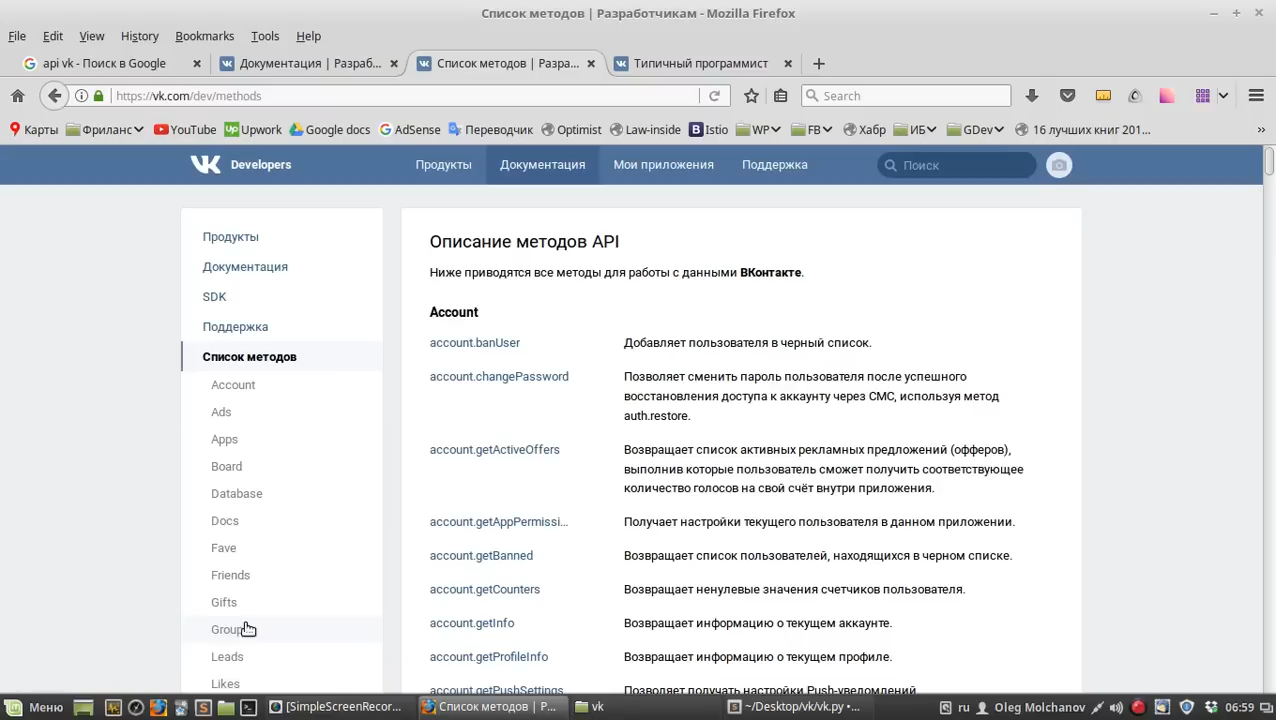 Список методов | Разработчикам - Mozilla Firefox
File Edit View History Bookmarks Tools Help
api vk - Поиск в Google
Документация | Разраб...
Список методов | Разра...
Типичный программист
https://vk.com/dev/methods
Search
Карты
Фриланс
YouTube
Upwork
Google docs
AdSense
Переводчик
Optimist
Law-inside
Istio
WP
FB
Хабр
ИБ
GDev
16 лучших книг 201...
Developers
Продукты
Документация
Мои приложения
Поддержка
Поиск
Продукты
Документация
SDK
Поддержка
Список методов
Account
Ads
Apps
Board
Database
Docs
Fave
Friends
Gifts
Leads
Likes
Описание методов API
Ниже приводятся все методы для работы с данными ВКонтакте.
Account
account.banUser
Добавляет пользователя в черный список.
account.changePassword
Позволяет сменить пароль пользователя после успешного
восстановления доступа к аккаунту через СМС, используя метод
auth.restore.
account.getActiveOffers
Возвращает список активных рекламных предложений (офферов),
выполнив которые пользователь сможет получить соответствующее
количество голосов на свой счёт внутри приложения.
account.getAppPermissi...
Получает настройки текущего пользователя в данном приложении.
account.getBanned
Возвращает список пользователей, находящихся в черном списке.
account.getCounters
Возвращает ненулевые значения счетчиков пользователя.
account.getInfo
Возвращает информацию о текущем аккаунте.
account.getProfileInfo
Возвращает информацию о текущем профиле.
account.getPushSettings
Позволяет получать настройки Push-уведомлений
Меню
[SimpleScreenRecor...
Список методов | Р...
vk
~/Desktop/vk/vk.py •...
ru
Oleg Molchanov
06:59